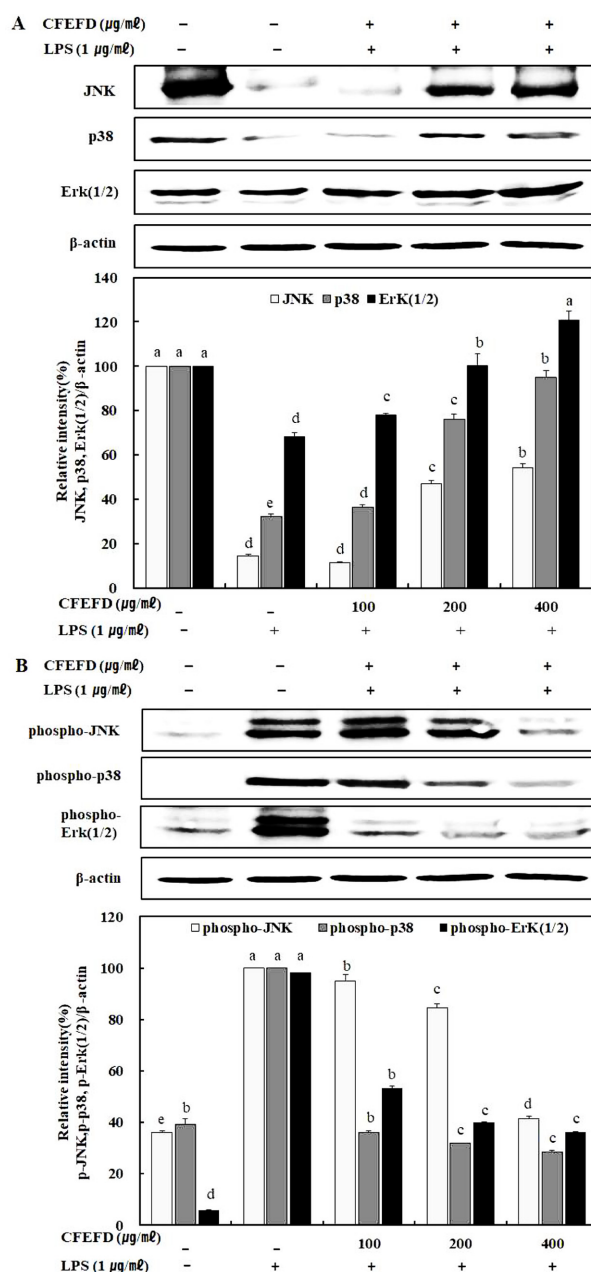 A
CFEFD (μg/㎖) – – + + +
LPS (1 μg/㎖) – – + + +
JNK
p38
Erk(1/2)
β-actin
140
120
100
80
60
40
20
0
Relative intensity(%)
JNK, p38, Erk(1/2)/β-actin
JNK p38 ErK(1/2)
a a a
d e d
d d c
c c b
b b a
CFEFD (μg/㎖) – – 100 200 400
LPS (1 μg/㎖) – + + + +
B
CFEFD (μg/㎖) – – + + +
LPS (1 μg/㎖) – – + + +
phospho-JNK
phospho-p38
phospho-
Erk(1/2)
β-actin
120
100
80
60
40
20
0
Relative intensity(%)
p-JNK,p-p38, p-Erk(1/2)/β-actin
phospho-JNK phospho-p38 phospho-ErK(1/2)
e b d
a a a
b b b
c c c
d c c
CFEFD (μg/㎖) – – 100 200 400
LPS (1 μg/㎖) – + + + +